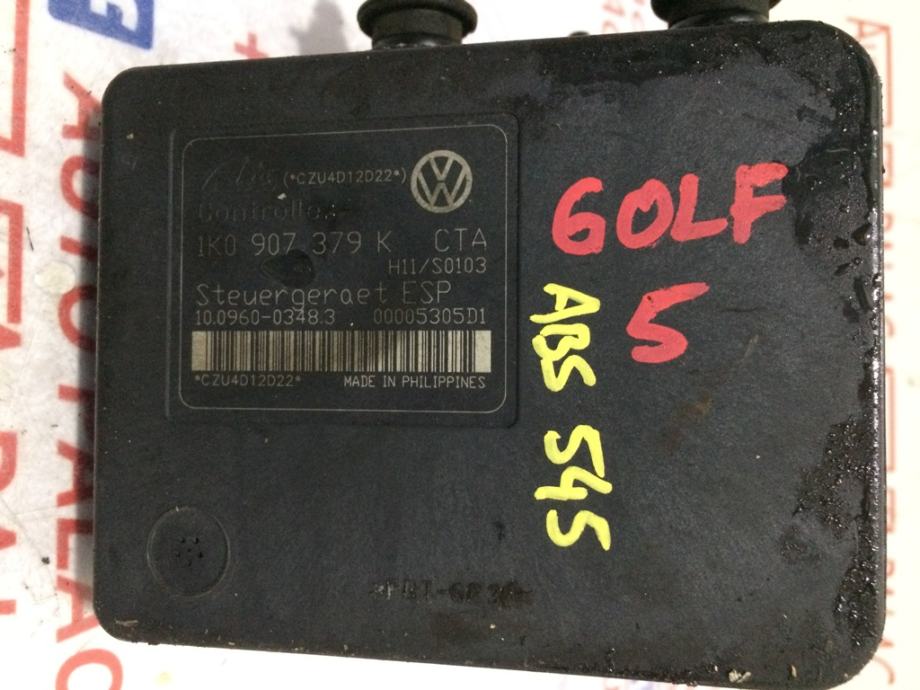 (*CZU4D12D22*)
Controller
1K0 907 379 K CTA
H11/S0103
Steuergeraet ESP
10.0960-0348.3 00005305D1
*CZU4D12D22* MADE IN PHILIPPINES
GOLF
5
ABS 545
AUTO